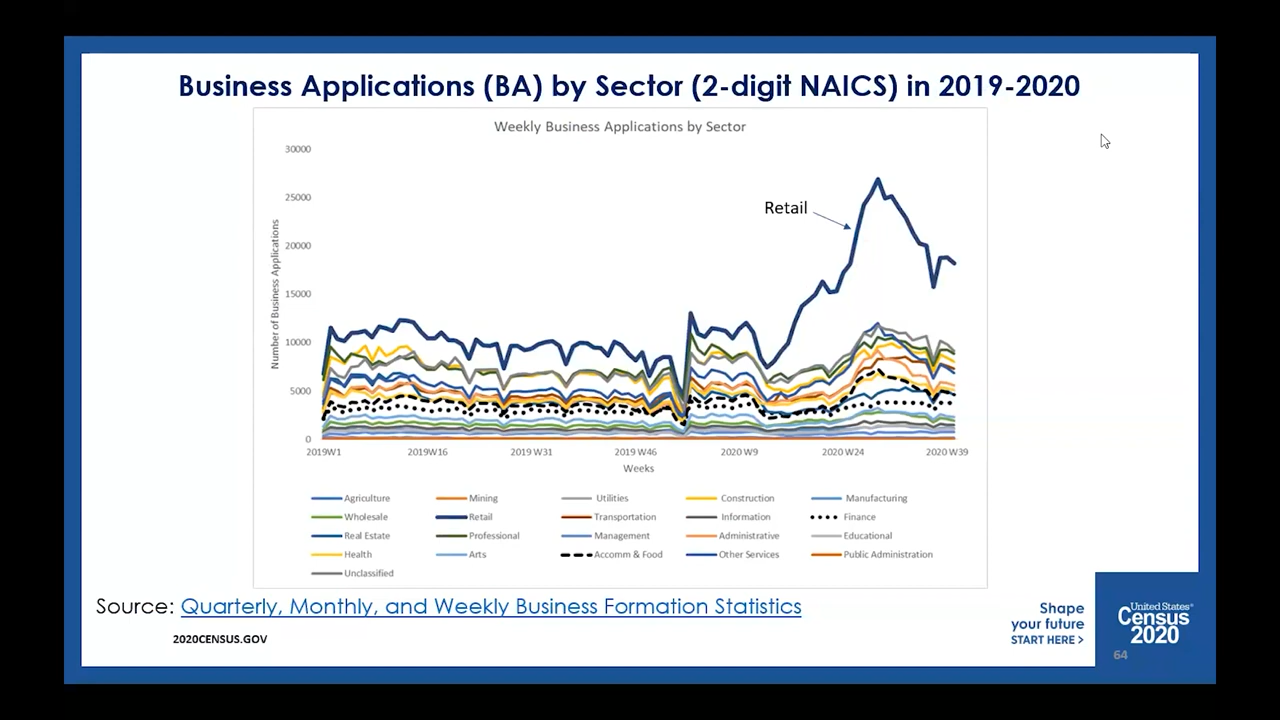 Business Applications (BA) by Sector (2-digit NAICS) in 2019-2020
Weekly Business Applications by Sector
Number of Business Applications
30000
25000
20000
15000
10000
5000
0
Retail
2019W1 2019W16 2019W31 2019W46 2020 W9 2020 W24 2020 W39
Weeks
Agriculture Mining Utilities Construction Manufacturing
Wholesale Retail Transportation Information Finance
Real Estate Professional Management Administrative Educational
Health Arts Accomm & Food Other Services Public Administration
Unclassified
Source: Quarterly, Monthly, and Weekly Business Formation Statistics
2020CENSUS.GOV
Shape
your future
START HERE >
United States®
Census
2020
64